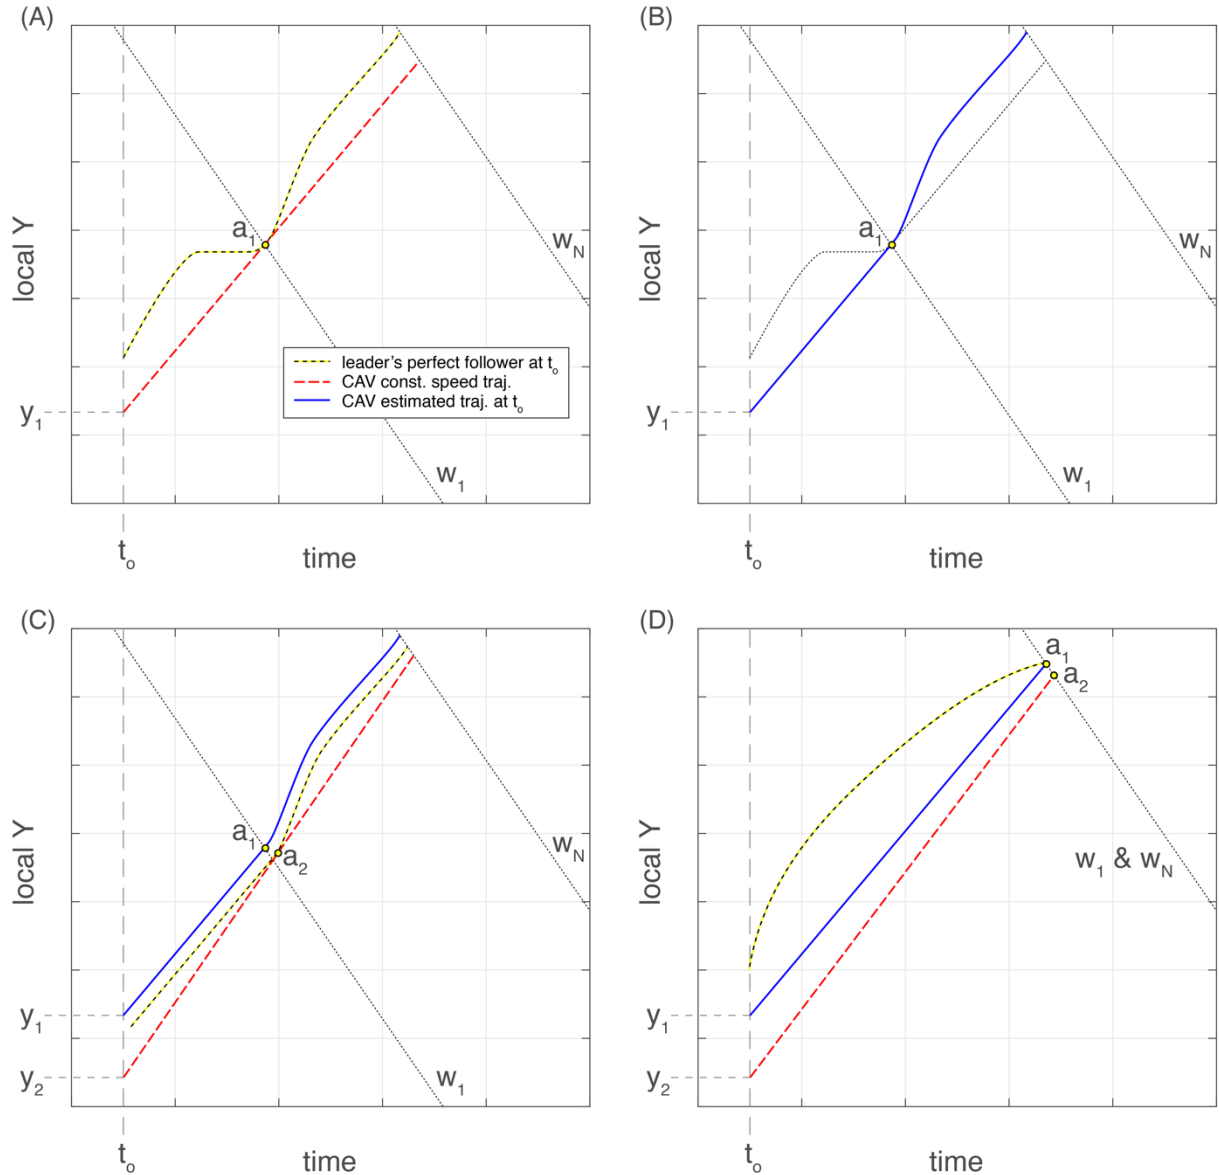 (A)
local Y
a1
wN
leader's perfect follower at to
CAV const. speed traj.
CAV estimated traj. at to
y1
w1
to
time
(B)
local Y
a1
wN
y1
w1
to
time
(C)
local Y
a1
a2
wN
y1
y2
w1
to
time
(D)
local Y
a1
a2
w1 & wN
y1
y2
to
time